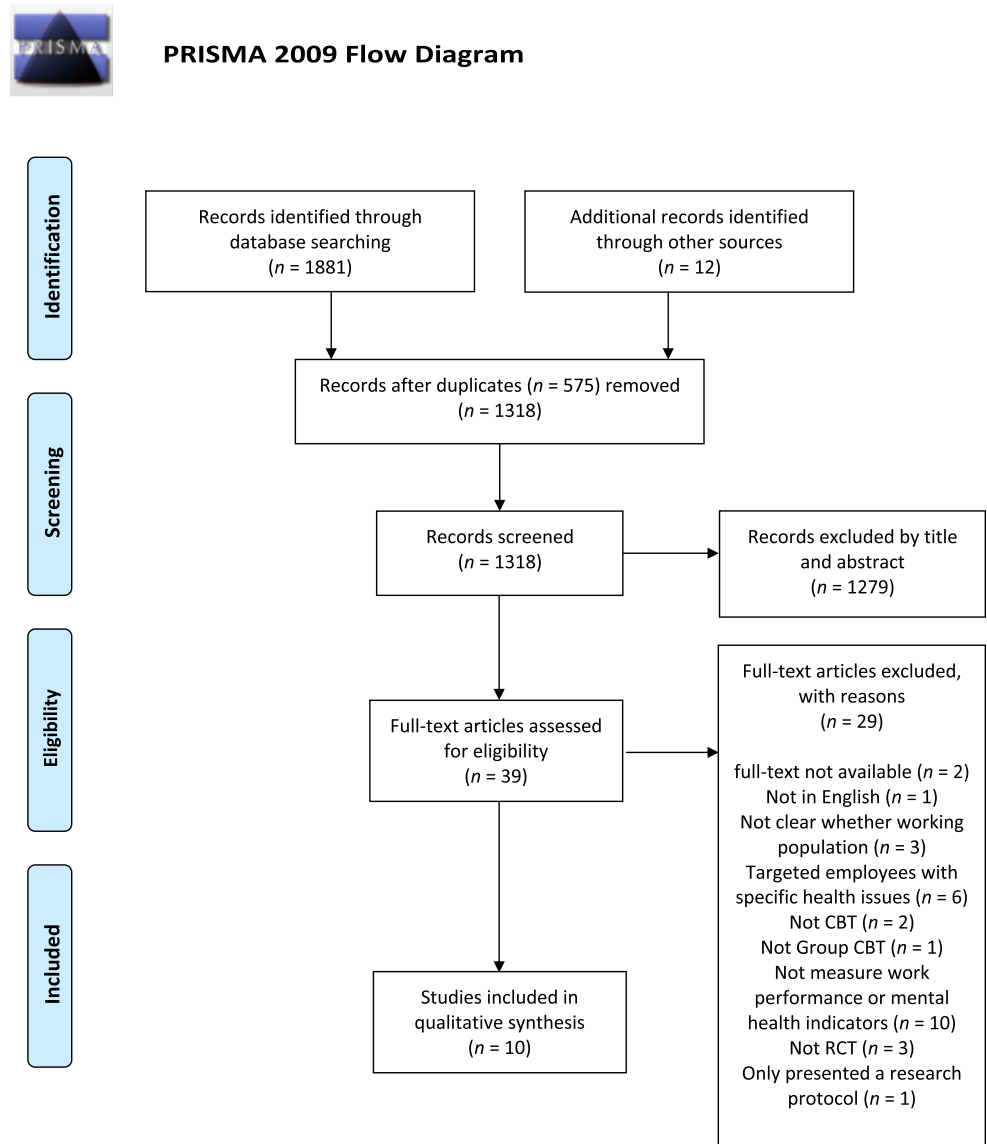 PRISMA
PRISMA 2009 Flow Diagram
Identification
Records identified through
database searching
(n = 1881)
Additional records identified
through other sources
(n = 12)
Records after duplicates (n = 575) removed
(n = 1318)
Screening
Records screened
(n = 1318)
Records excluded by title
and abstract
(n = 1279)
Eligibility
Full-text articles assessed
for eligibility
(n = 39)
Full-text articles excluded,
with reasons
(n = 29)
full-text not available (n = 2)
Not in English (n = 1)
Not clear whether working
population (n = 3)
Targeted employees with
specific health issues (n = 6)
Not CBT (n = 2)
Not Group CBT (n = 1)
Not measure work
performance or mental
health indicators (n = 10)
Not RCT (n = 3)
Only presented a research
protocol (n = 1)
Included
Studies included in
qualitative synthesis
(n = 10)